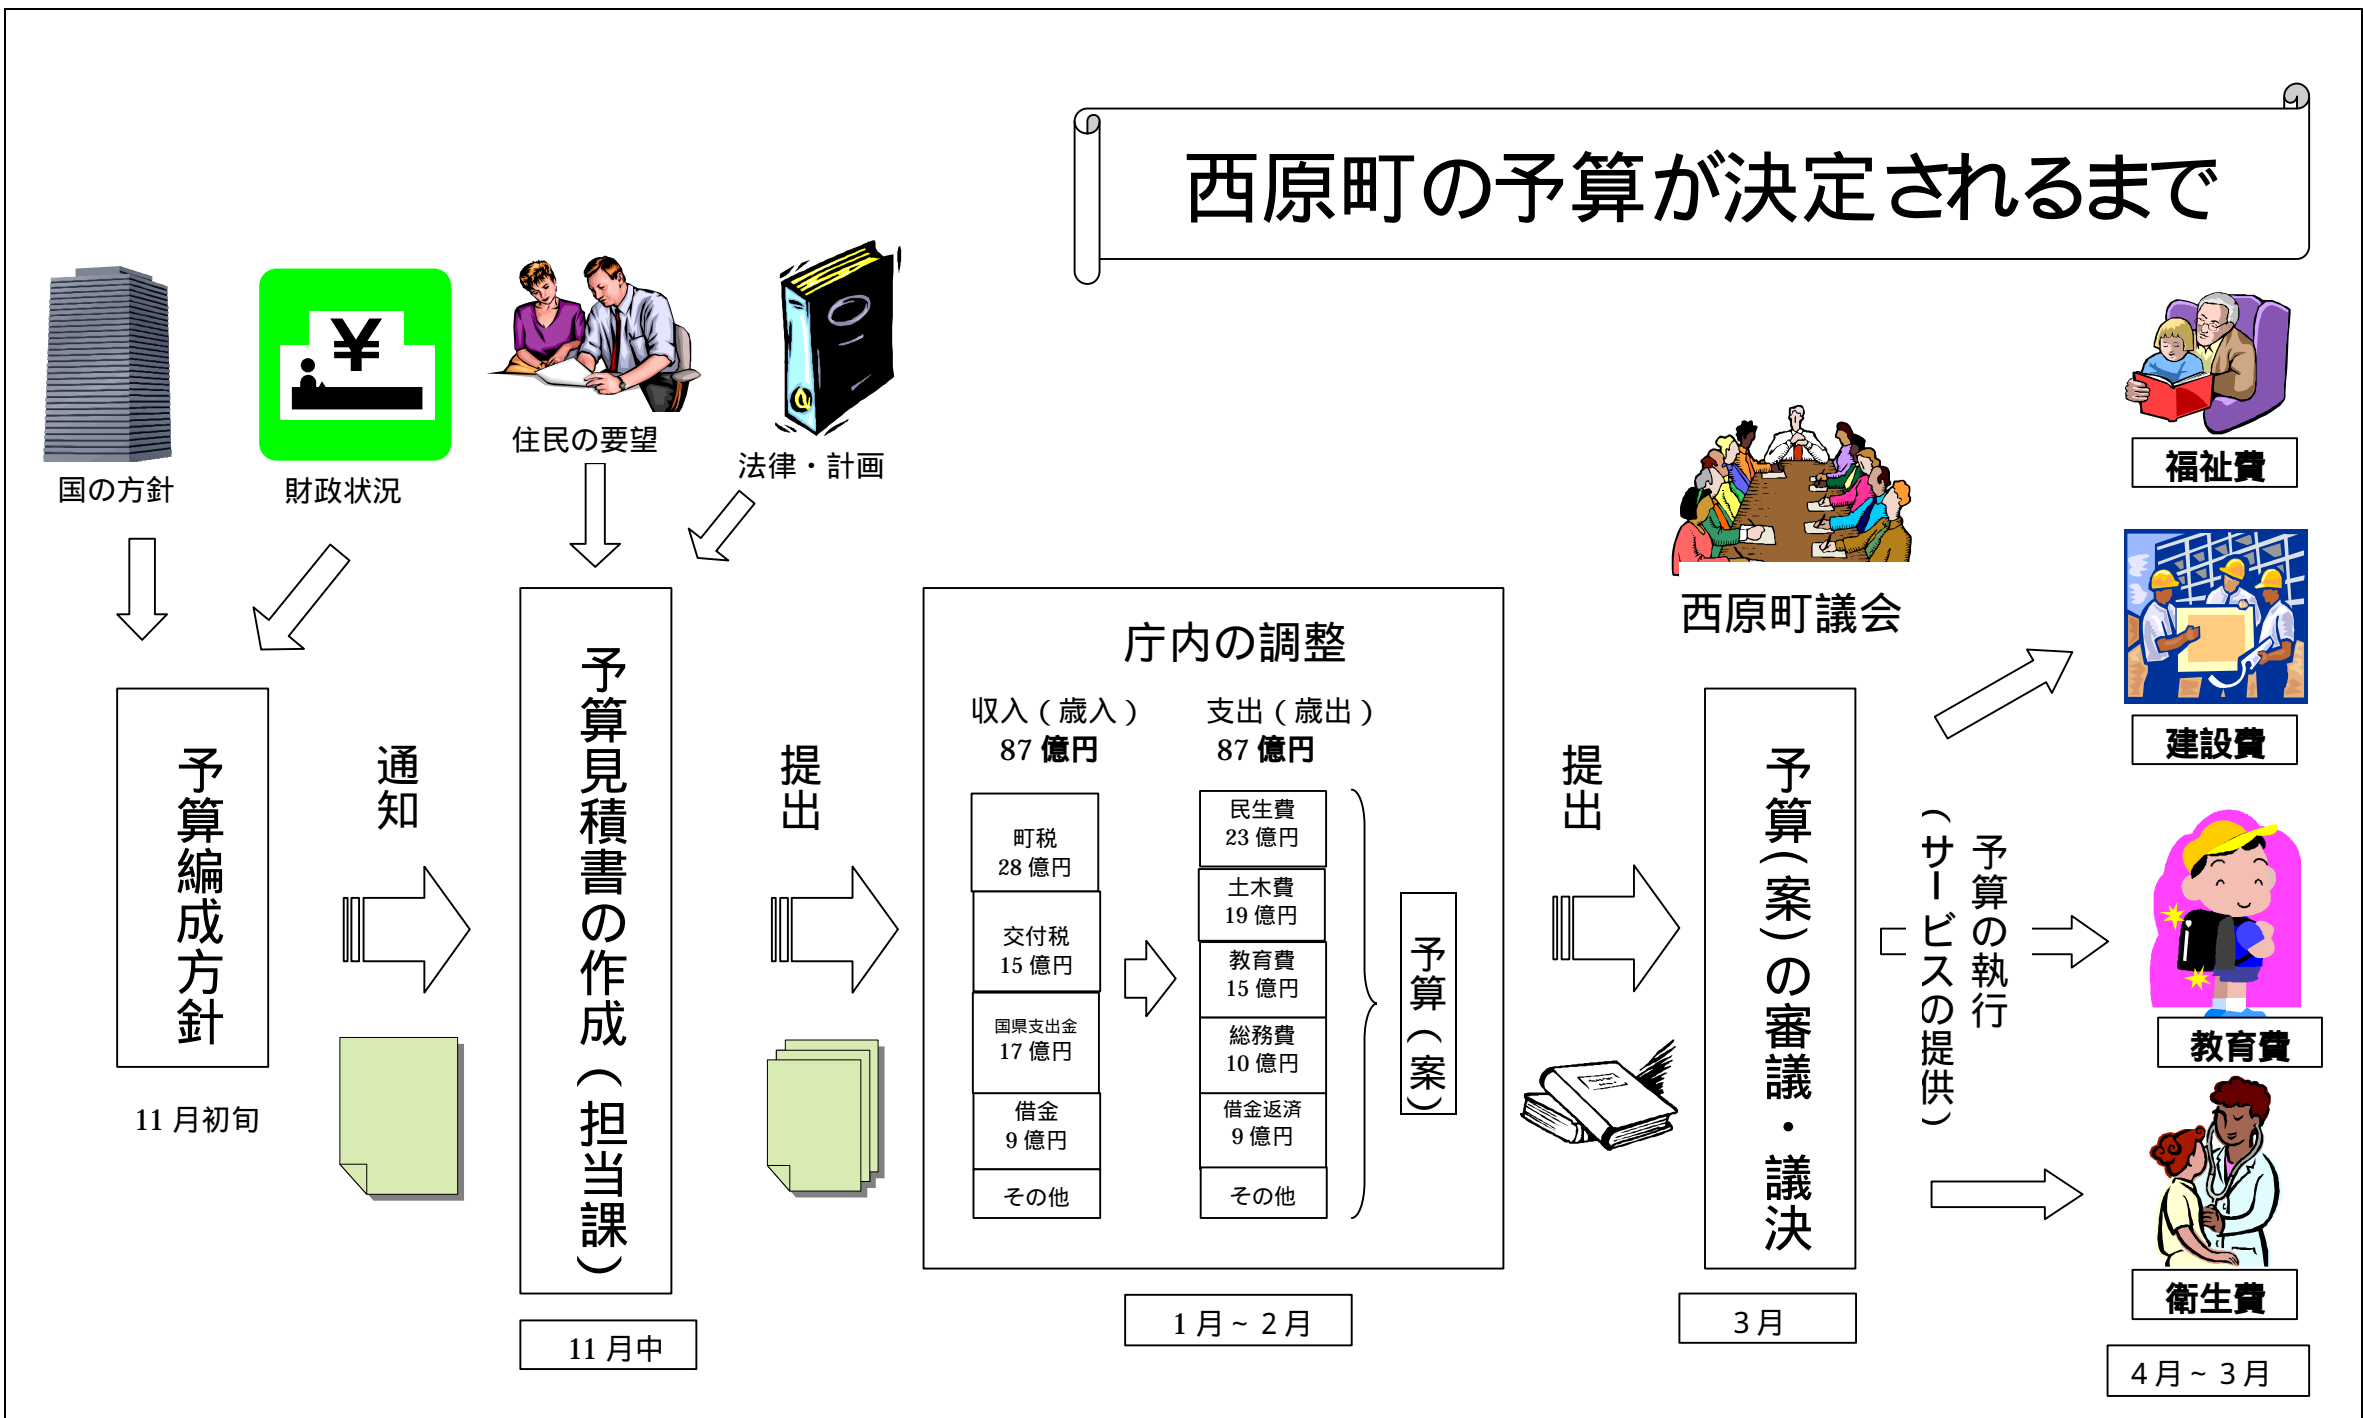 西原町の予算が決定されるまで
国の方針
財政状況
住民の要望
法律・計画
予算編成方針
11月初旬
通知
予算見積書の作成（担当課）
11月中
提出
庁内の調整
収入（歳入）
87億円
町税
28億円
交付税
15億円
国県支出金
17億円
借金
9億円
その他
支出（歳出）
87億円
民生費
23億円
土木費
19億円
教育費
15億円
総務費
10億円
借金返済
9億円
その他
予算（案）
1月~2月
提出
西原町議会
予算(案)の審議・議決
3月
予算の執行
(サービスの提供)
福祉費
建設費
教育費
衛生費
4月~3月
¥